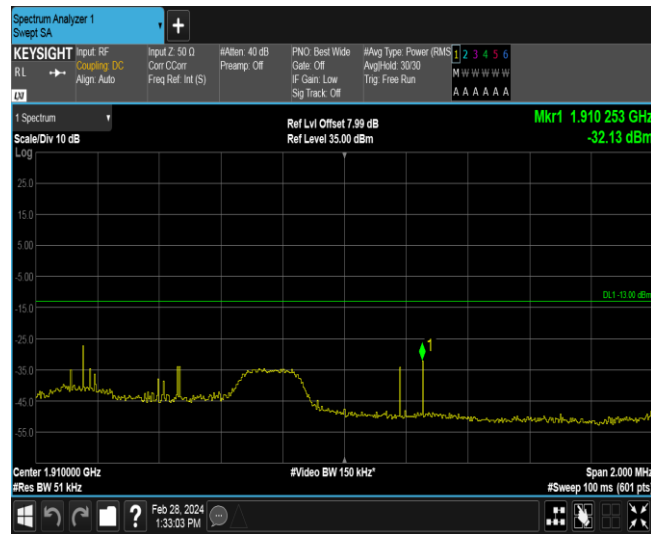 Spectrum Analyzer 1
Swept SA
+
KEYSIGHT
RL
LXI
Input: RF
Coupling: DC
Align: Auto
Input Z: 50 Ω
Corr CCorr
Freq Ref: Int (S)
#Atten: 40 dB
Preamp: Off
PNO: Best Wide
Gate: Off
IF Gain: Low
Sig Track: Off
#Avg Type: Power (RMS
Avg|Hold: 30/30
Trig: Free Run
1 2 3 4 5 6
M W W W W W
A A A A A A
1 Spectrum
Scale/Div 10 dB
Log
Ref Lvl Offset 7.99 dB
Ref Level 35.00 dBm
Mkr1 1.910 253 GHz
-32.13 dBm
25.0
15.0
5.00
-5.00
DL1 -13.00 dBm
-15.0
-25.0
1
-35.0
-45.0
-55.0
Center 1.910000 GHz
#Video BW 150 kHz*
Span 2.000 MHz
#Res BW 51 kHz
#Sweep 100 ms (601 pts
?
Feb 28, 2024
1:33:03 PM